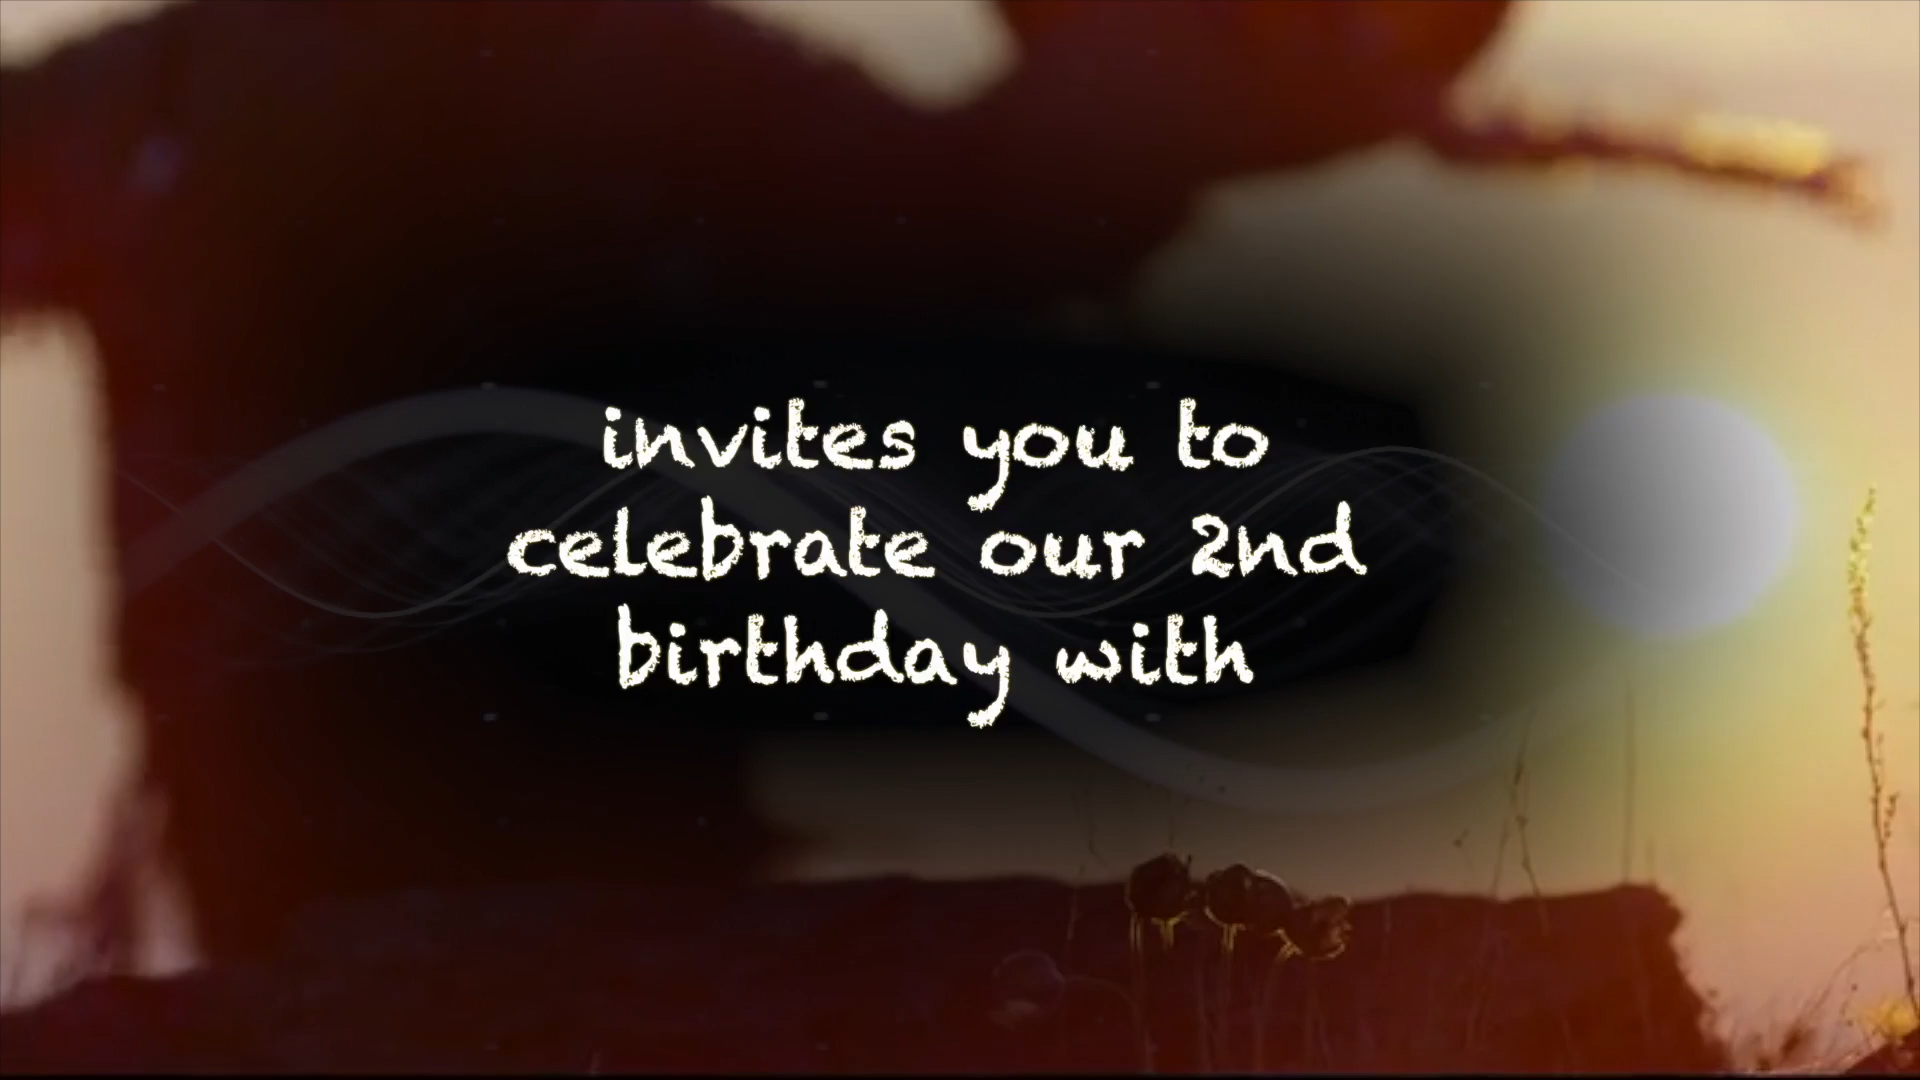 invites you to
celebrate our 2nd
birthday with